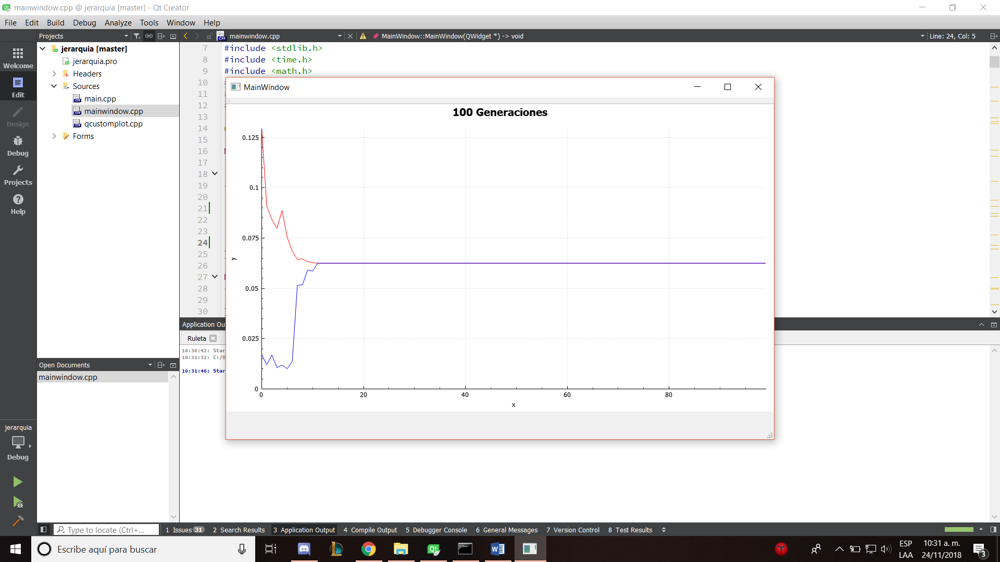 mainwindow.cpp @ jerarquia [master] - Qt Creator
File Edit Build Debug Analyze Tools Window Help
Projects
mainwindow.cpp
MainWindow::MainWindow(QWidget *) -> void
Line: 24, Col: 5
Welcome
Edit
Design
Debug
Projects
Help
jerarquia [master]
jerarquia.pro
Headers
Sources
main.cpp
mainwindow.cpp
qcustomplot.cpp
Forms
7 #include <stdlib.h>
8 #include <time.h>
9 #include <math.h>
10
11
12
13
14
15
16
17
18
19
20
21
22
23
24
25
26
27
28
29
30
MainWindow
100 Generaciones
0.125
0.1
0.075
0.05
0.025
0
y
0 20 40 60 80
x
Application Ou
Ruleta
10:30:42: Star
10:31:32: C:/U
10:31:46: Star
Open Documents
mainwindow.cpp
jerarquia
Debug
Type to locate (Ctrl+...
1 Issues 31
2 Search Results
3 Application Output
4 Compile Output
5 Debugger Console
6 General Messages
7 Version Control
8 Test Results
Escribe aquí para buscar
ESP
LAA
10:31 a. m.
24/11/2018
3